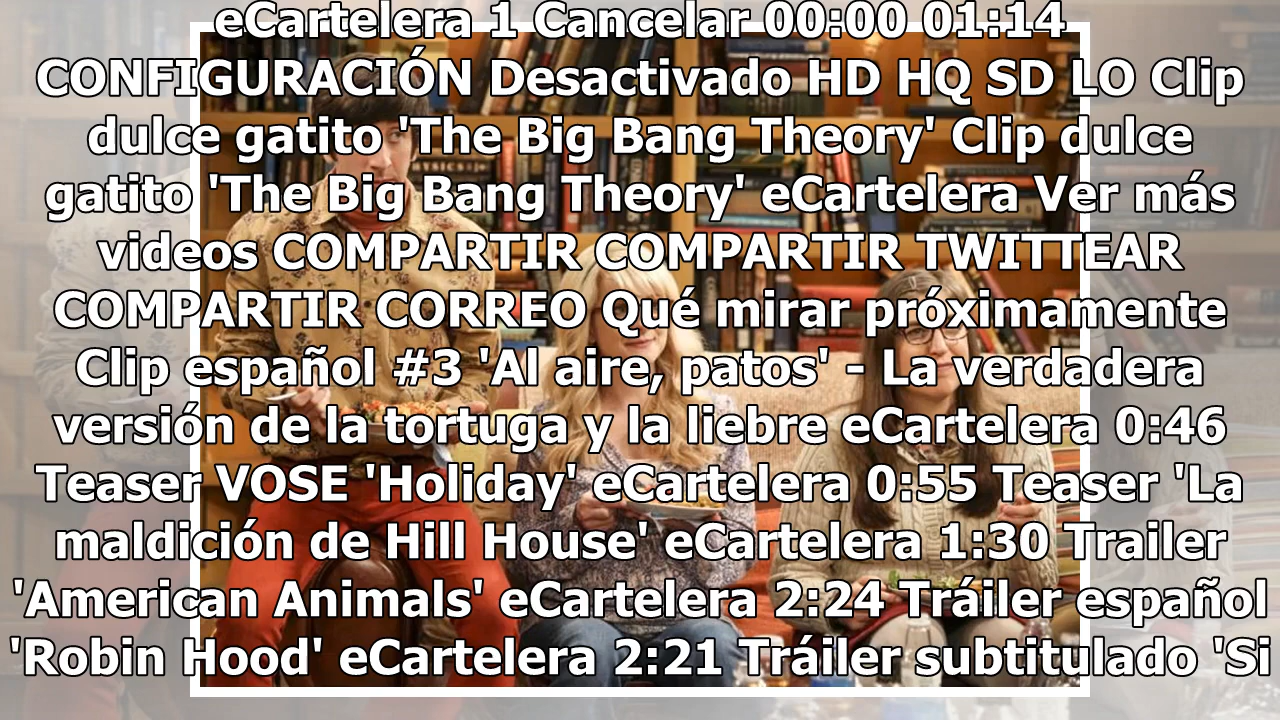 eCartelera 1 Cancelar 00:00 01:14
CONFIGURACIÓN Desactivado HD HQ SD LO Clip
dulce gatito 'The Big Bang Theory' Clip dulce
gatito 'The Big Bang Theory' eCartelera Ver más
videos COMPARTIR COMPARTIR TWITTEAR
COMPARTIR CORREO Qué mirar próximamente
Clip español #3 'Al aire, patos' - La verdadera
versión de la tortuga y la liebre eCartelera 0:46
Teaser VOSE 'Holiday' eCartelera 0:55 Teaser 'La
maldición de Hill House' eCartelera 1:30 Trailer
'American Animals' eCartelera 2:24 Tráiler español
'Robin Hood' eCartelera 2:21 Tráiler subtitulado 'Si